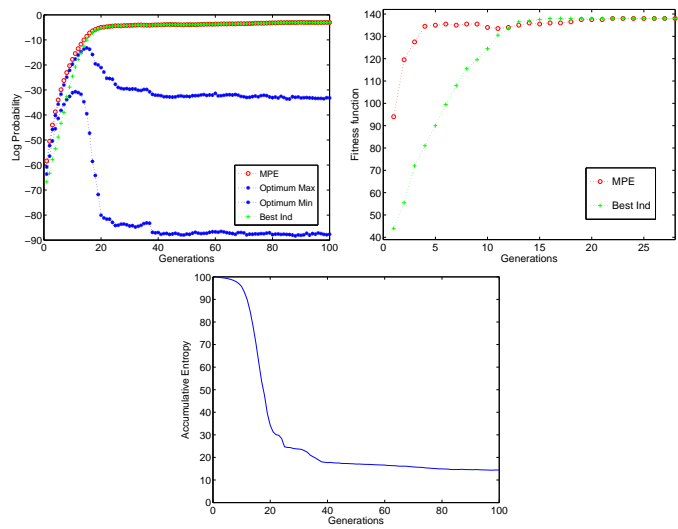 0
−10
−20
−30
−40
−50
−60
−70
−80
−90
Log Probability
0 20 40 60 80 100
Generations
MPE
Optimum Max
Optimum Min
Best Ind
140
130
120
110
100
90
80
70
60
50
40
Fitness function
1 5 10 15 20 25
Generations
MPE
Best Ind
100
90
80
70
60
50
40
30
20
10
0
Accumulative Entropy
0 20 40 60 80 100
Generations